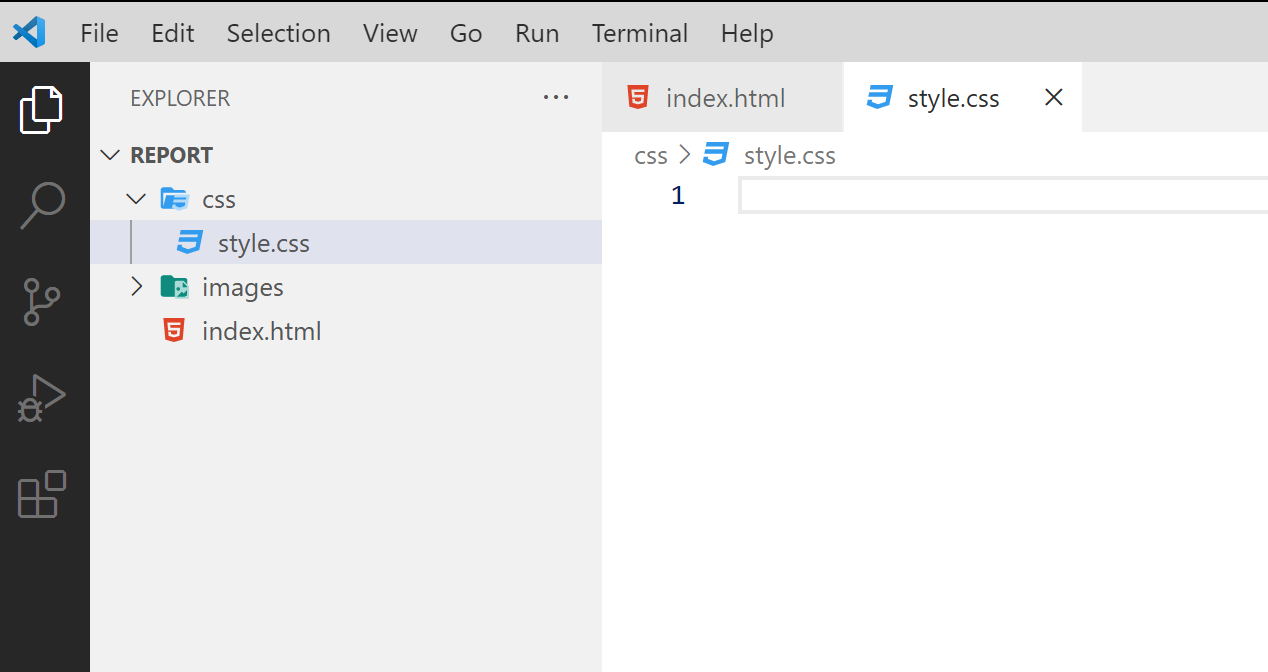 File Edit Selection View Go Run Terminal Help
EXPLORER ...
REPORT
css
style.css
images
index.html
index.html style.css
css > style.css
1